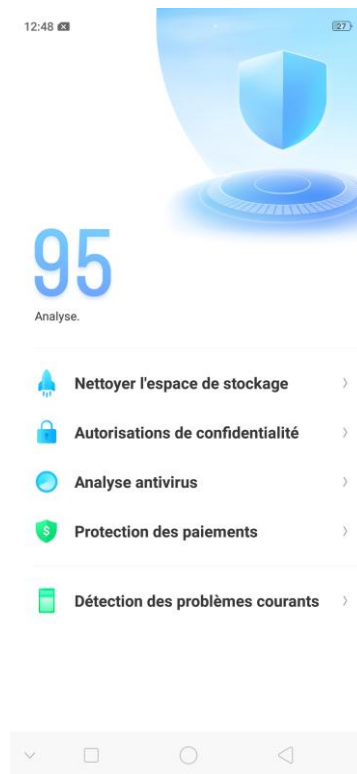 12:48
27
95
Analyse.
Nettoyer l'espace de stockage
Autorisations de confidentialité
Analyse antivirus
$
Protection des paiements
Détection des problèmes courants